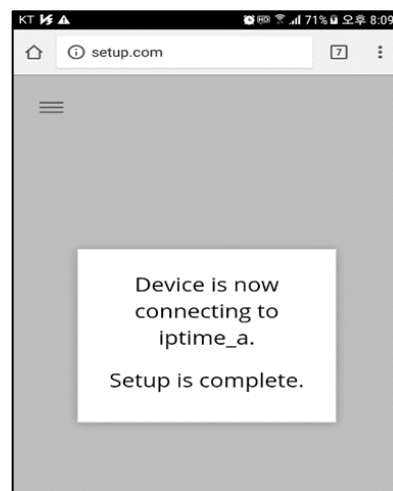 KT 71% 오후 8:09
setup.com 7
Device is now
connecting to
iptime_a.
Setup is complete.